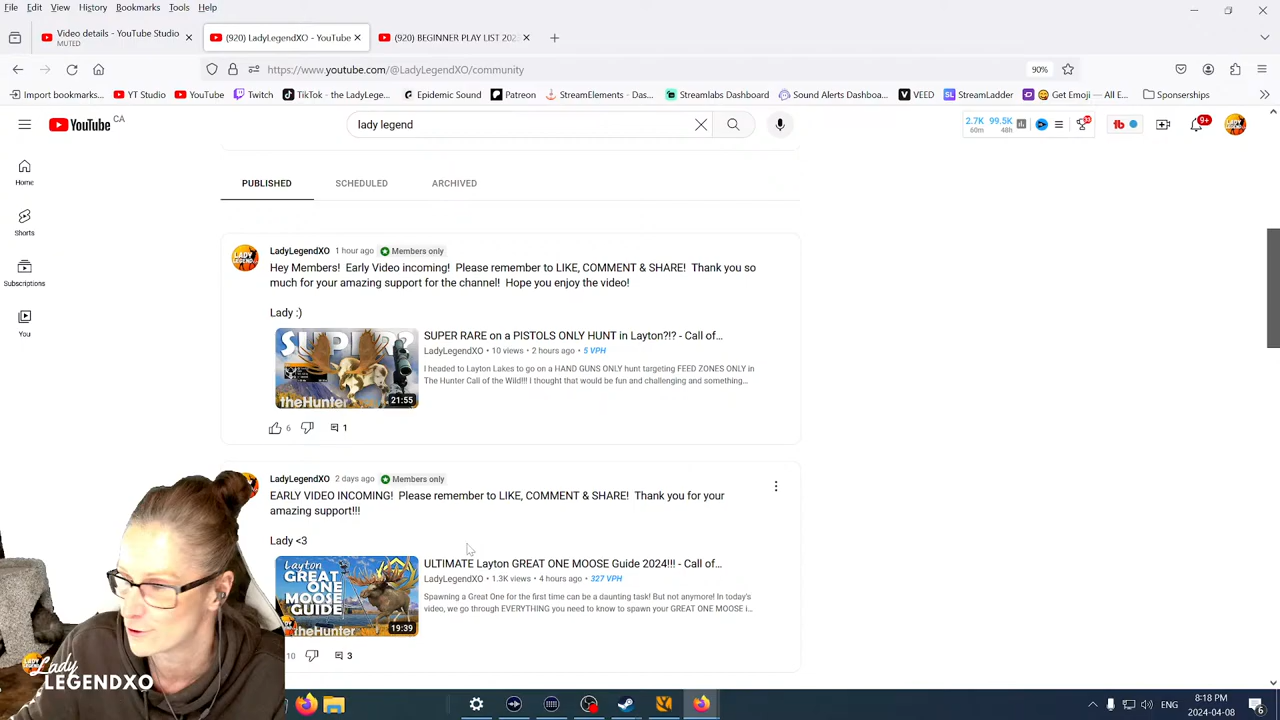 File Edit View History Bookmarks Tools Help
Video details - YouTube Studio
MUTED
(920) LadyLegendXO - YouTube
(920) BEGINNER PLAY LIST 202
https://www.youtube.com/@LadyLegendXO/community
90%
Import bookmarks... YT Studio YouTube Twitch TikTok - the LadyLege... Epidemic Sound Patreon StreamElements - Das... Streamlabs Dashboard Sound Alerts Dashboa... VEED StreamLadder Get Emoji — All E... Sponsorships
YouTube CA
lady legend
2.7K 99.5K
60m 48h
tb
9+
Home
Shorts
Subscriptions
You
PUBLISHED SCHEDULED ARCHIVED
LadyLegendXO 1 hour ago Members only
Hey Members! Early Video incoming! Please remember to LIKE, COMMENT & SHARE! Thank you so
much for your amazing support for the channel! Hope you enjoy the video!
Lady :)
SUPER?
theHunter
21:55
SUPER RARE on a PISTOLS ONLY HUNT in Layton?!? - Call of...
LadyLegendXO • 10 views • 2 hours ago • 5 VPH
I headed to Layton Lakes to go on a HAND GUNS ONLY hunt targeting FEED ZONES ONLY in
The Hunter Call of the Wild!!! I thought that would be fun and challenging and something...
6 1
LadyLegendXO 2 days ago Members only
EARLY VIDEO INCOMING! Please remember to LIKE, COMMENT & SHARE! Thank you for your
amazing support!!!
Lady <3
Layton
GREAT
ONE
MOOSE
GUIDE
theHunter
19:39
ULTIMATE Layton GREAT ONE MOOSE Guide 2024!!! - Call of...
LadyLegendXO • 1.3K views • 4 hours ago • 327 VPH
Spawning a Great One for the first time can be a daunting task! But not anymore! In today's
video, we go through EVERYTHING you need to know to spawn your GREAT ONE MOOSE i...
10 3
Lady
LEGENDXO
ENG
8:18 PM
2024-04-08
6